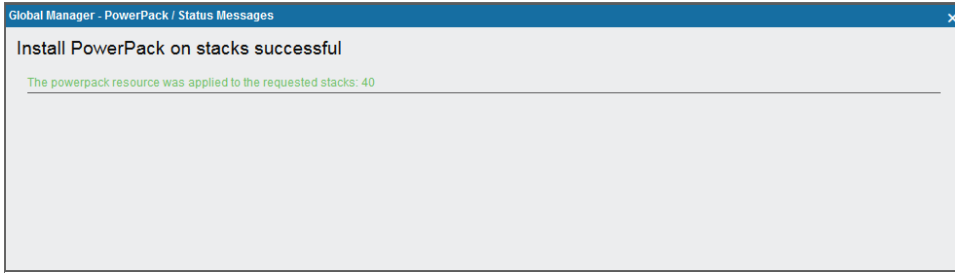 Global Manager - PowerPack / Status Messages
Install PowerPack on stacks successful
The powerpack resource was applied to the requested stacks: 40